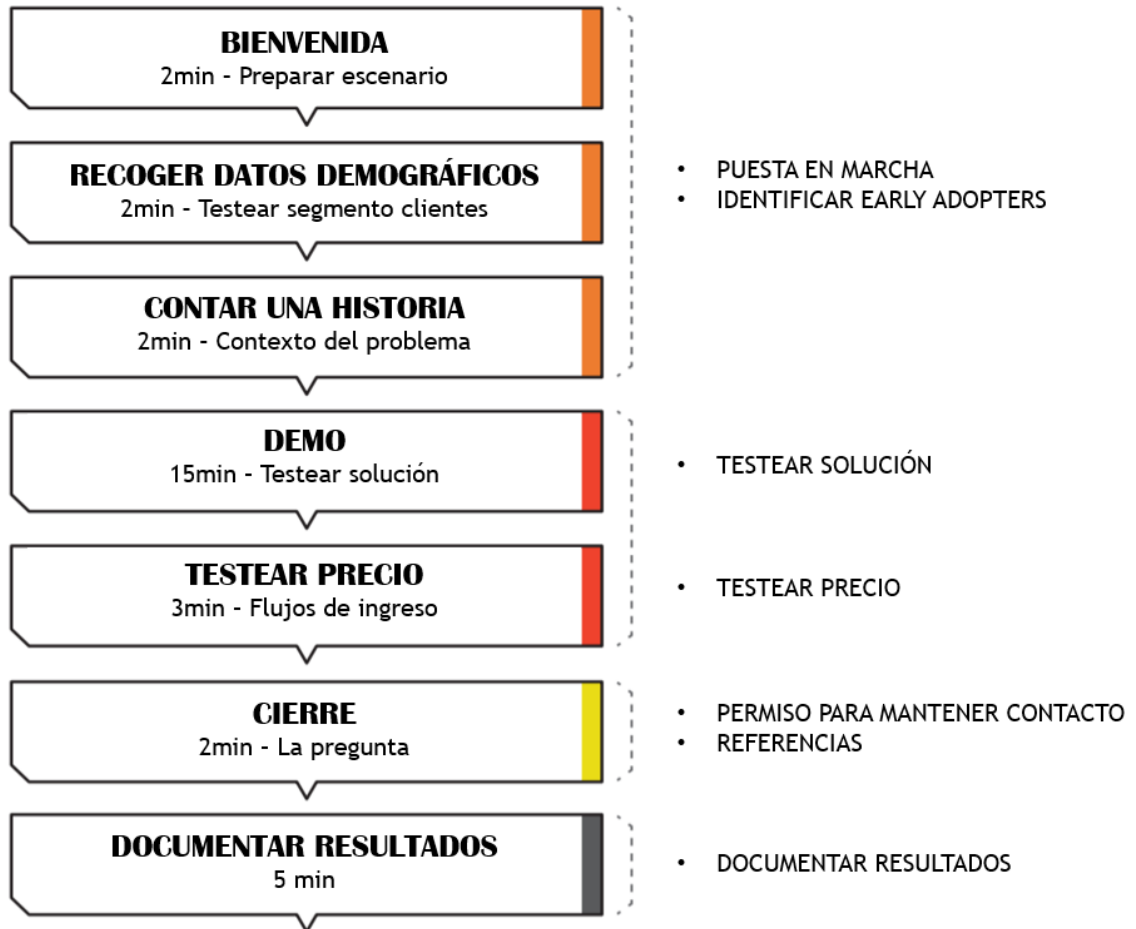 BIENVENIDA
2min - Preparar escenario
RECOGER DATOS DEMOGRÁFICOS
2min - Testear segmento clientes
CONTAR UNA HISTORIA
2min - Contexto del problema
• PUESTA EN MARCHA
• IDENTIFICAR EARLY ADOPTERS
DEMO
15min - Testear solución
• TESTEAR SOLUCIÓN
TESTEAR PRECIO
3min - Flujos de ingreso
• TESTEAR PRECIO
CIERRE
2min - La pregunta
• PERMISO PARA MANTENER CONTACTO
• REFERENCIAS
DOCUMENTAR RESULTADOS
5 min
• DOCUMENTAR RESULTADOS